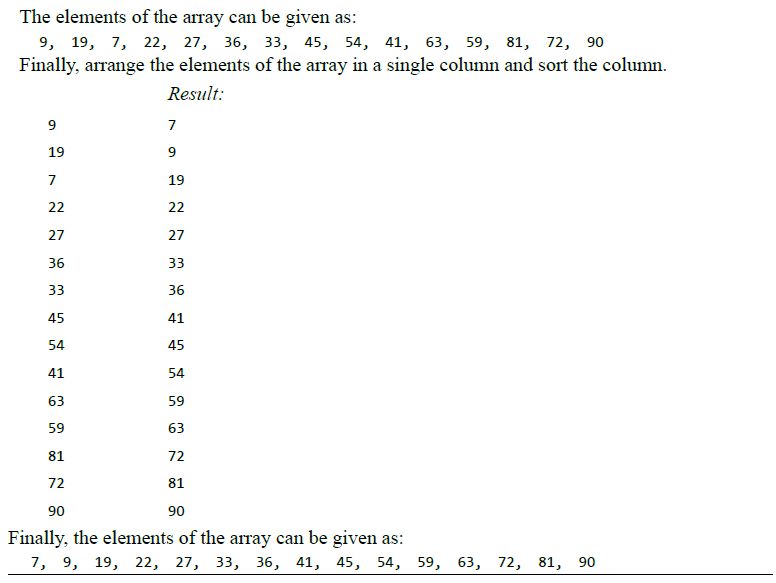 The elements of the array can be given as:
9, 19, 7, 22, 27, 36, 33, 45, 54, 41, 63, 59, 81, 72, 90
Finally, arrange the elements of the array in a single column and sort the column.
Result:
9 7
19 9
7 19
22 22
27 27
36 33
33 36
45 41
54 45
41 54
63 59
59 63
81 72
72 81
90 90
Finally, the elements of the array can be given as:
7, 9, 19, 22, 27, 33, 36, 41, 45, 54, 59, 63, 72, 81, 90